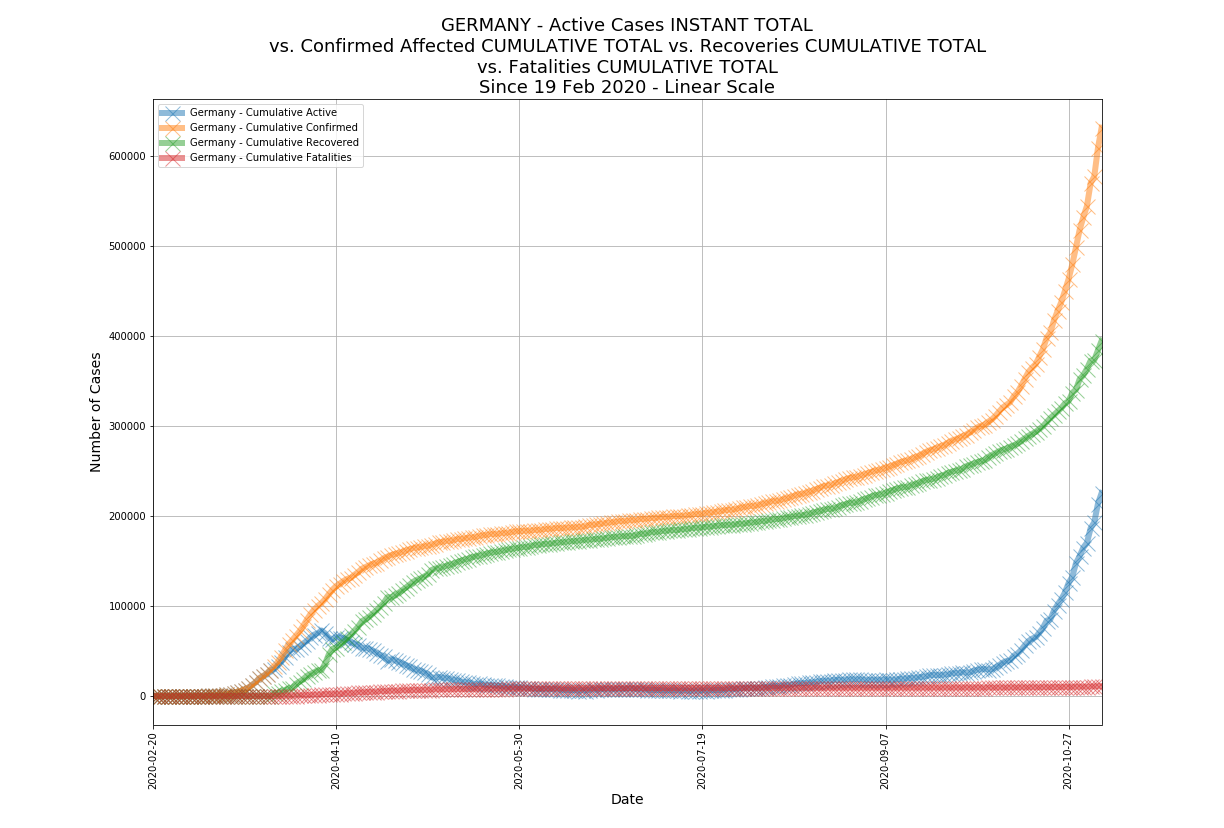 GERMANY - Active Cases INSTANT TOTAL
vs. Confirmed Affected CUMULATIVE TOTAL vs. Recoveries CUMULATIVE TOTAL
vs. Fatalities CUMULATIVE TOTAL
Since 19 Feb 2020 - Linear Scale
Germany - Cumulative Active
Germany - Cumulative Confirmed
Germany - Cumulative Recovered
Germany - Cumulative Fatalities
Number of Cases
600000
500000
400000
300000
200000
100000
0
2020-02-20
2020-04-10
2020-05-30
2020-07-19
2020-09-07
2020-10-27
Date